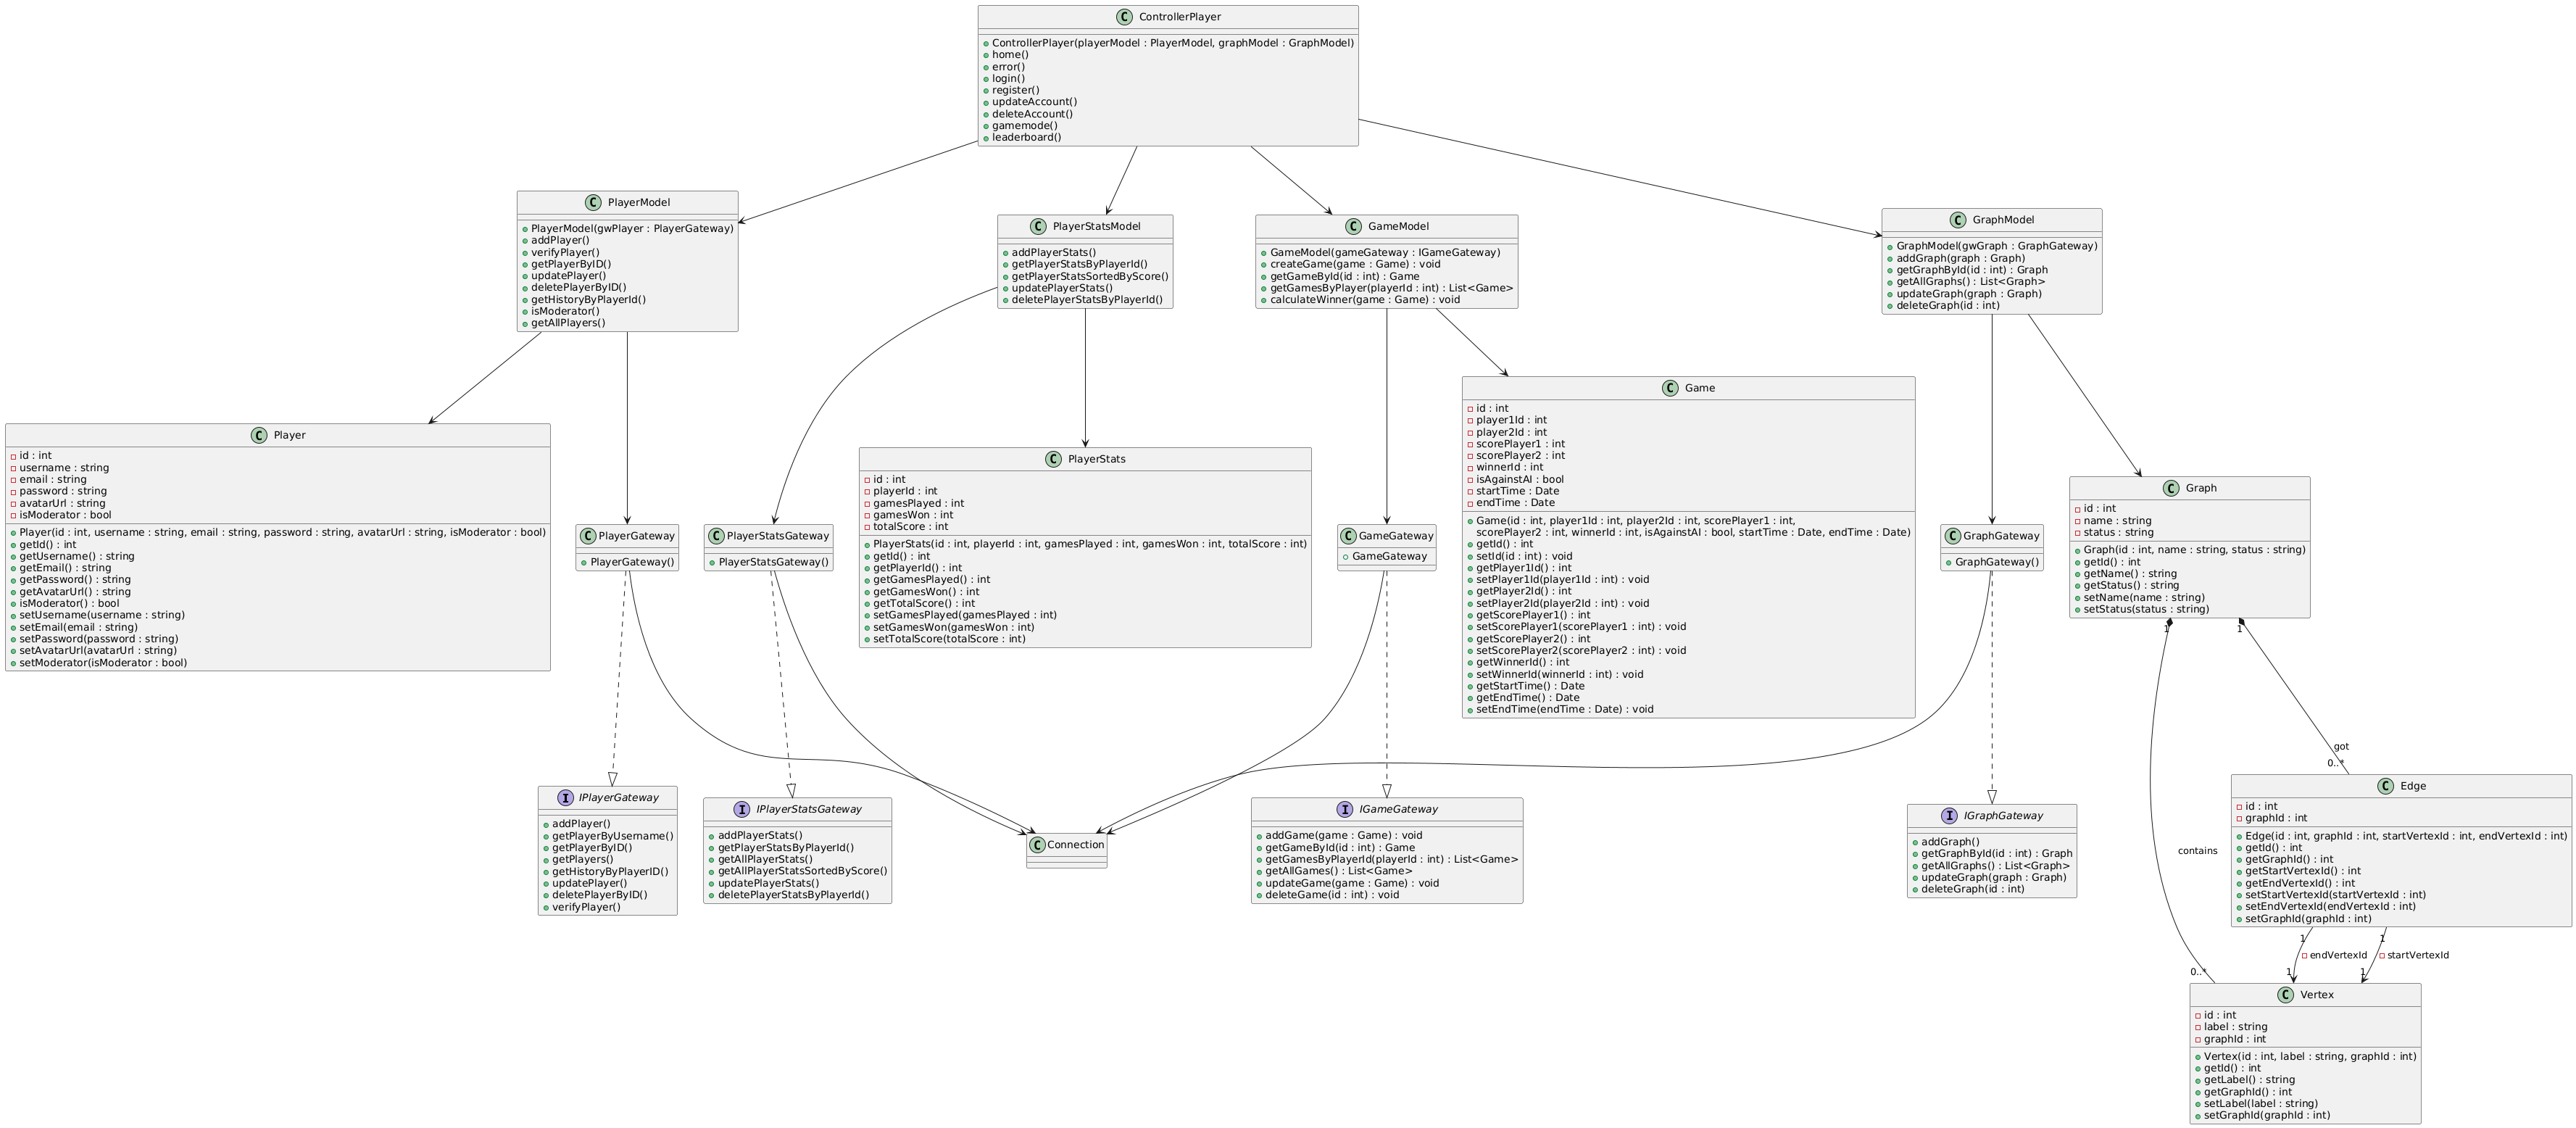 ControllerPlayer
ControllerPlayer(playerModel : PlayerModel, graphModel : GraphModel)
home()
error()
login()
register()
updateAccount()
deleteAccount()
gamemode()
leaderboard()
PlayerModel
PlayerModel(gwPlayer : PlayerGateway)
addPlayer()
verifyPlayer()
getPlayerByID()
updatePlayer()
deletePlayerByID()
getHistoryByPlayerId()
isModerator()
getAllPlayers()
PlayerStatsModel
addPlayerStats()
getPlayerStatsByPlayerId()
getPlayerStatsSortedByScore()
updatePlayerStats()
deletePlayerStatsByPlayerId()
GameModel
GameModel(gameGateway : IGameGateway)
createGame(game : Game) : void
getGameById(id : int) : Game
getGamesByPlayer(playerId : int) : List<Game>
calculateWinner(game : Game) : void
GraphModel
GraphModel(gwGraph : GraphGateway)
addGraph(graph : Graph)
getGraphById(id : int) : Graph
getAllGraphs() : List<Graph>
updateGraph(graph : Graph)
deleteGraph(id : int)
Player
id : int
username : string
email : string
password : string
avatarUrl : string
isModerator : bool
Player(id : int, username : string, email : string, password : string, avatarUrl : string, isModerator : bool)
getId() : int
getUsername() : string
getEmail() : string
getPassword() : string
getAvatarUrl() : string
isModerator() : bool
setUsername(username : string)
setEmail(email : string)
setPassword(password : string)
setAvatarUrl(avatarUrl : string)
setModerator(isModerator : bool)
PlayerGateway
PlayerGateway()
PlayerStatsGateway
PlayerStatsGateway()
PlayerStats
id : int
playerId : int
gamesPlayed : int
gamesWon : int
totalScore : int
PlayerStats(id : int, playerId : int, gamesPlayed : int, gamesWon : int, totalScore : int)
getId() : int
getPlayerId() : int
getGamesPlayed() : int
getGamesWon() : int
getTotalScore() : int
setGamesPlayed(gamesPlayed : int)
setGamesWon(gamesWon : int)
setTotalScore(totalScore : int)
GameGateway
GameGateway
Game
id : int
player1Id : int
player2Id : int
scorePlayer1 : int
scorePlayer2 : int
winnerId : int
isAgainstAI : bool
startTime : Date
endTime : Date
Game(id : int, player1Id : int, player2Id : int, scorePlayer1 : int,
scorePlayer2 : int, winnerId : int, isAgainstAI : bool, startTime : Date, endTime : Date)
getId() : int
setId(id : int) : void
getPlayer1Id() : int
setPlayer1Id(player1Id : int) : void
getPlayer2Id() : int
setPlayer2Id(player2Id : int) : void
getScorePlayer1() : int
setScorePlayer1(scorePlayer1 : int) : void
getScorePlayer2() : int
setScorePlayer2(scorePlayer2 : int) : void
getWinnerId() : int
setWinnerId(winnerId : int) : void
getStartTime() : Date
getEndTime() : Date
setEndTime(endTime : Date) : void
GraphGateway
GraphGateway()
Graph
id : int
name : string
status : string
Graph(id : int, name : string, status : string)
getId() : int
getName() : string
getStatus() : string
setName(name : string)
setStatus(status : string)
1
1
got
0..*
contains
0..*
IPlayerGateway
addPlayer()
getPlayerByUsername()
getPlayerByID()
getPlayers()
getHistoryByPlayerID()
updatePlayer()
deletePlayerByID()
verifyPlayer()
IPlayerStatsGateway
addPlayerStats()
getPlayerStatsByPlayerId()
getAllPlayerStats()
getAllPlayerStatsSortedByScore()
updatePlayerStats()
deletePlayerStatsByPlayerId()
Connection
IGameGateway
addGame(game : Game) : void
getGameById(id : int) : Game
getGamesByPlayerId(playerId : int) : List<Game>
getAllGames() : List<Game>
updateGame(game : Game) : void
deleteGame(id : int) : void
IGraphGateway
addGraph()
getGraphById(id : int) : Graph
getAllGraphs() : List<Graph>
updateGraph(graph : Graph)
deleteGraph(id : int)
Edge
id : int
graphId : int
Edge(id : int, graphId : int, startVertexId : int, endVertexId : int)
getId() : int
getGraphId() : int
getStartVertexId() : int
getEndVertexId() : int
setStartVertexId(startVertexId : int)
setEndVertexId(endVertexId : int)
setGraphId(graphId : int)
1
1
endVertexId
startVertexId
1
1
Vertex
id : int
label : string
graphId : int
Vertex(id : int, label : string, graphId : int)
getId() : int
getLabel() : string
getGraphId() : int
setLabel(label : string)
setGraphId(graphId : int)